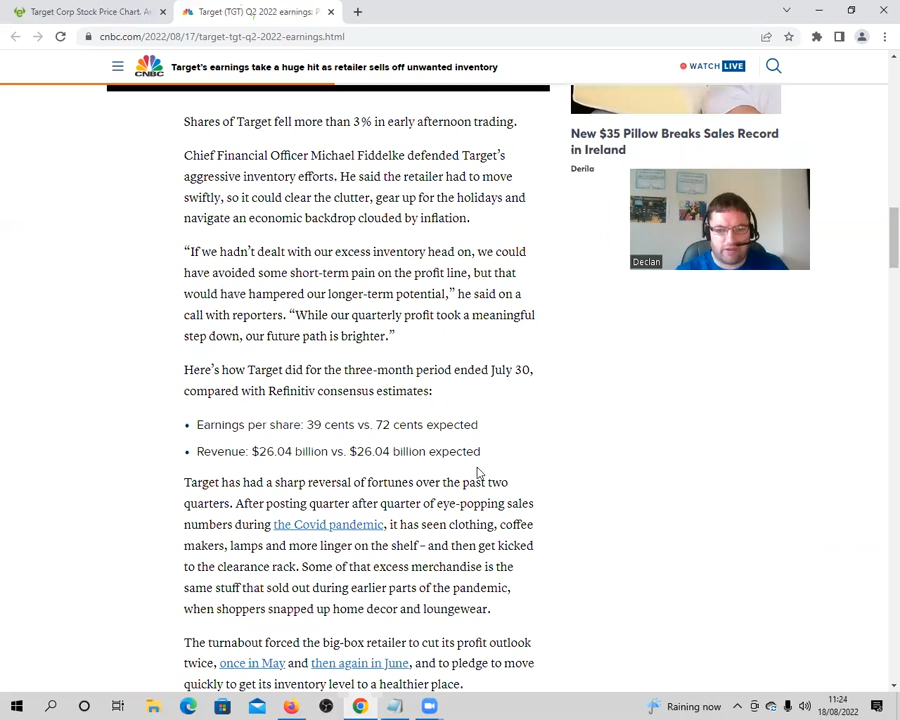 Target Corp Stock Price Chart. A
Target (TGT) Q2 2022 earnings: P
cnbc.com/2022/08/17/target-tgt-q2-2022-earnings.html
CNBC
Target's earnings take a huge hit as retailer sells off unwanted inventory
WATCH LIVE
Shares of Target fell more than 3% in early afternoon trading.
Chief Financial Officer Michael Fiddelke defended Target’s
aggressive inventory efforts. He said the retailer had to move
swiftly, so it could clear the clutter, gear up for the holidays and
navigate an economic backdrop clouded by inflation.
“If we hadn’t dealt with our excess inventory head on, we could
have avoided some short-term pain on the profit line, but that
would have hampered our longer-term potential,” he said on a
call with reporters. “While our quarterly profit took a meaningful
step down, our future path is brighter.”
Here’s how Target did for the three-month period ended July 30,
compared with Refinitiv consensus estimates:
• Earnings per share: 39 cents vs. 72 cents expected
• Revenue: $26.04 billion vs. $26.04 billion expected
Target has had a sharp reversal of fortunes over the past two
quarters. After posting quarter after quarter of eye-popping sales
numbers during the Covid pandemic, it has seen clothing, coffee
makers, lamps and more linger on the shelf – and then get kicked
to the clearance rack. Some of that excess merchandise is the
same stuff that sold out during earlier parts of the pandemic,
when shoppers snapped up home decor and loungewear.
The turnabout forced the big-box retailer to cut its profit outlook
twice, once in May and then again in June, and to pledge to move
quickly to get its inventory level to a healthier place.
New $35 Pillow Breaks Sales Record
in Ireland
Derila
Declan
Raining now
11:24
18/08/2022